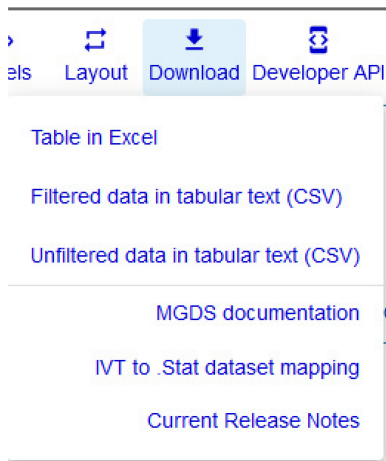 els Layout Download Developer API
Table in Excel
Filtered data in tabular text (CSV)
Unfiltered data in tabular text (CSV)
MGDS documentation
IVT to .Stat dataset mapping
Current Release Notes